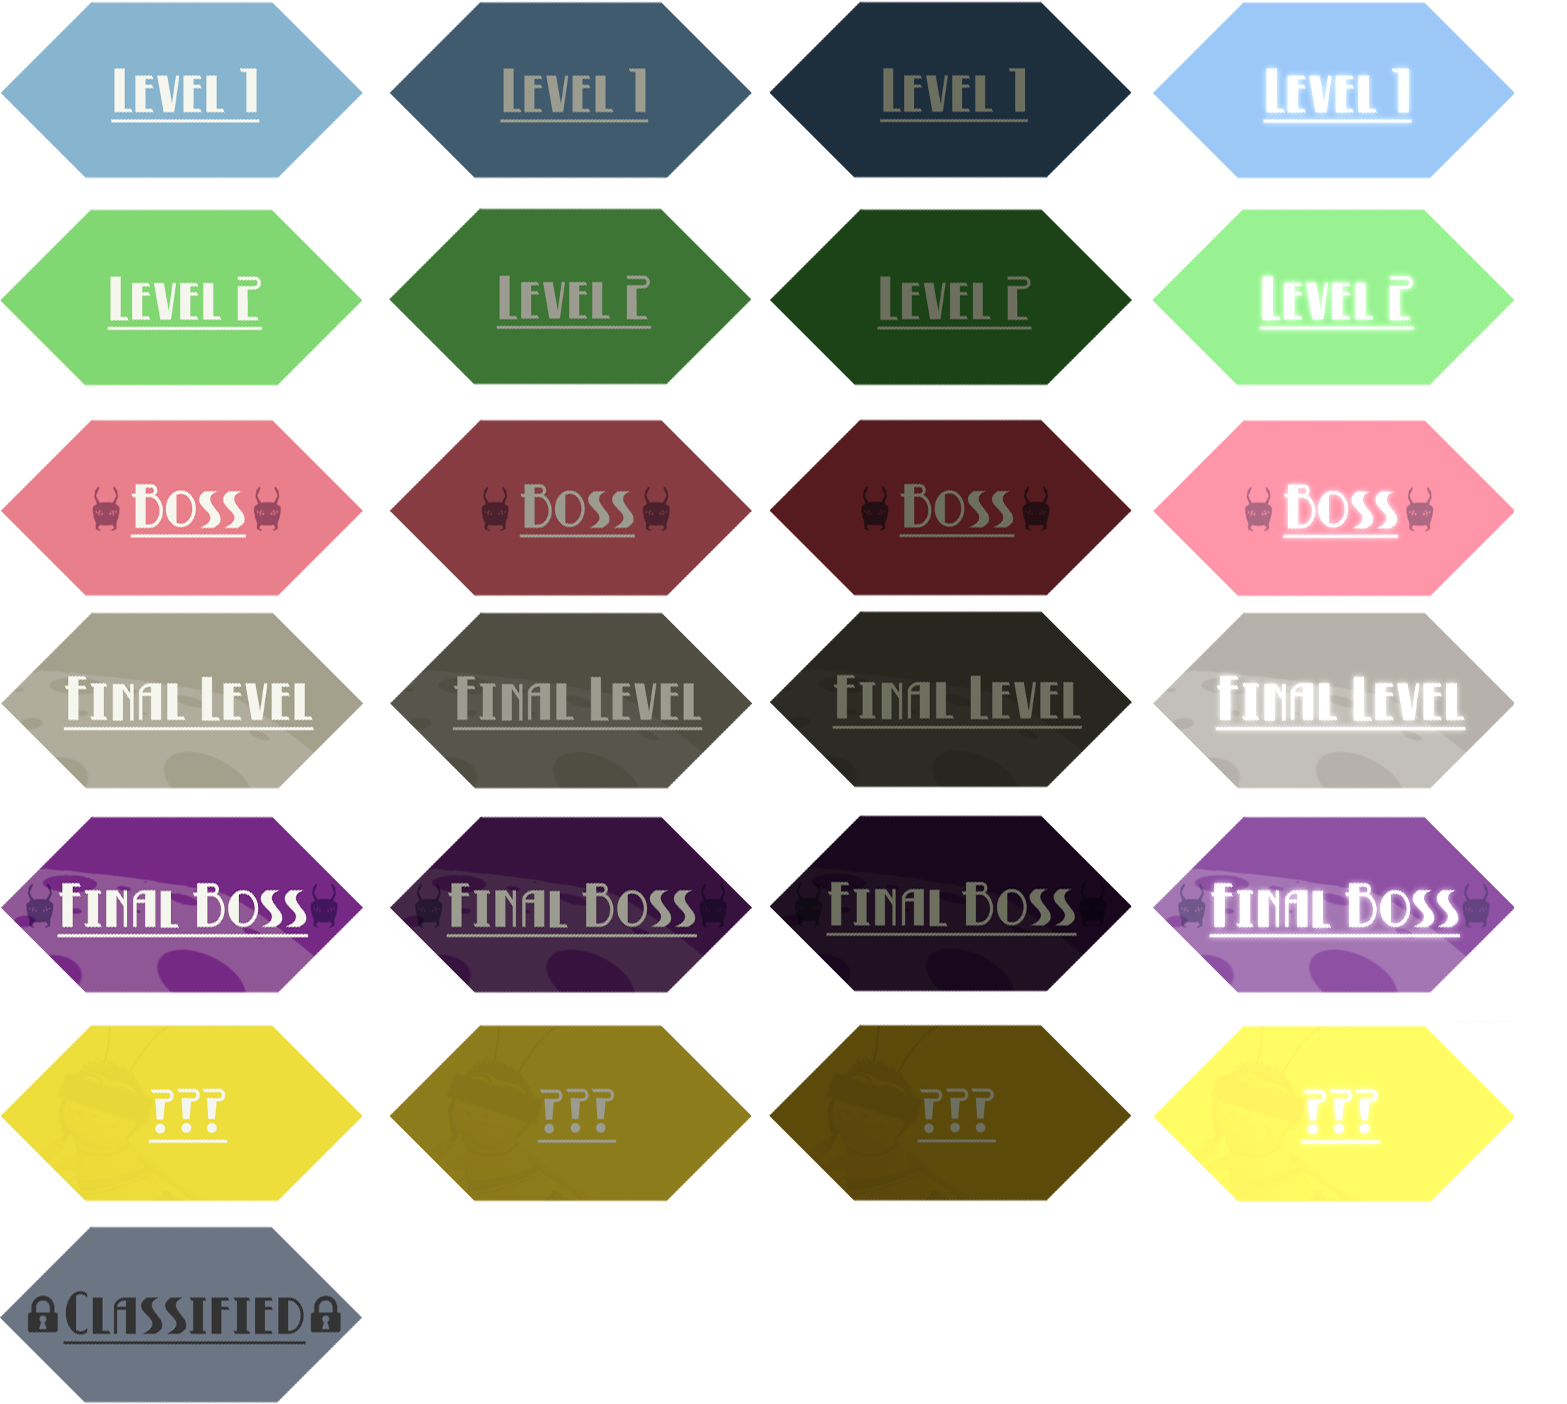 Level 1 Level 1 Level 1 Level 1
Level 2 Level 2 Level 2 Level 2
Boss Boss Boss Boss
Final Level Final Level Final Level Final Level
Final Boss Final Boss Final Boss Final Boss
??? ??? ??? ???
Classified